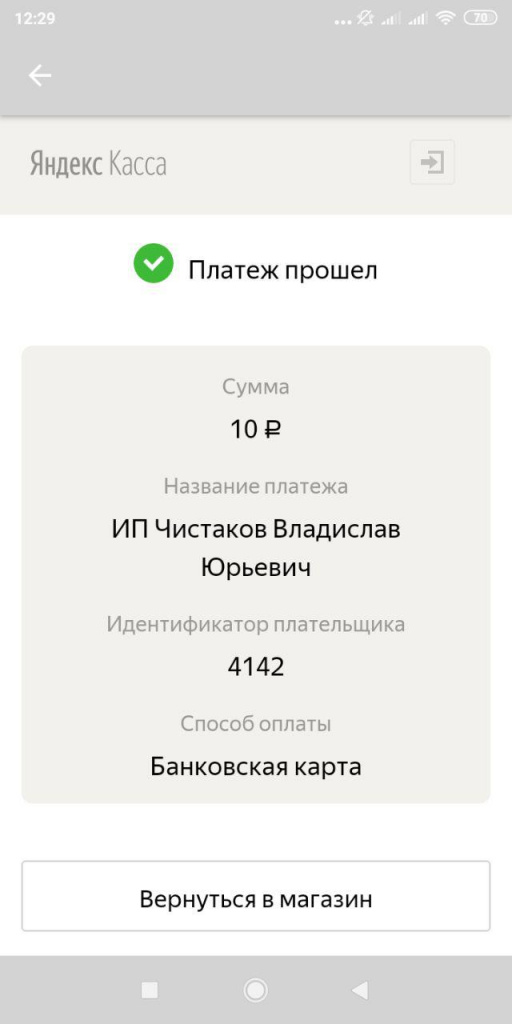 12:29
70
Яндекс Касса
Платеж прошел
Сумма
10 ₽
Название платежа
ИП Чистаков Владислав
Юрьевич
Идентификатор плательщика
4142
Способ оплаты
Банковская карта
Вернуться в магазин